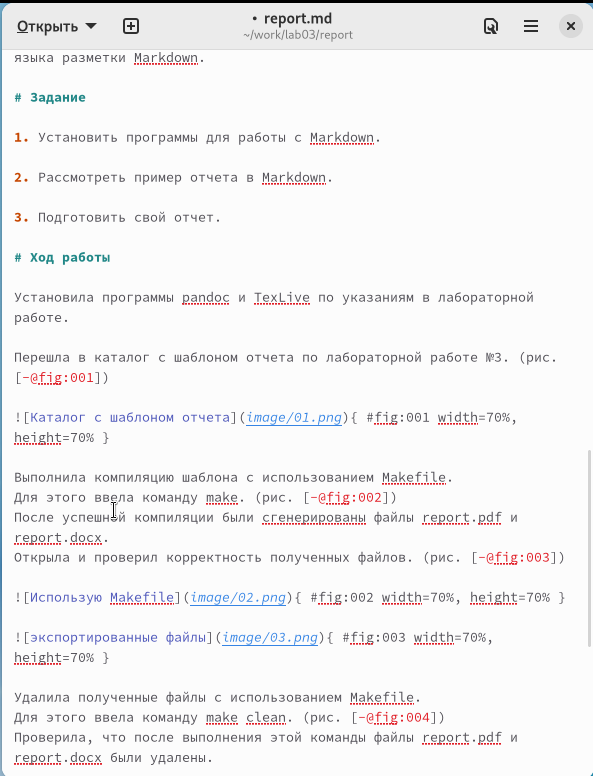 Открыть
• report.md
~/work/lab03/report
языка разметки Markdown.
# Задание
1. Установить программы для работы с Markdown.
2. Рассмотреть пример отчета в Markdown.
3. Подготовить свой отчет.
# Ход работы
Установила программы pandoc и TexLive по указаниям в лабораторной
работе.
Перешла в каталог с шаблоном отчета по лабораторной работе №3. (рис.
[-@fig:001])
![Каталог с шаблоном отчета](image/01.png){ #fig:001 width=70%,
height=70% }
Выполнила компиляцию шаблона с использованием Makefile.
Для этого ввела команду make. (рис. [-@fig:002])
После успешной компиляции были сгенерированы файлы report.pdf и
report.docx.
Открыла и проверил корректность полученных файлов. (рис. [-@fig:003])
![Использую Makefile](image/02.png){ #fig:002 width=70%, height=70% }
![экспортированные файлы](image/03.png){ #fig:003 width=70%,
height=70% }
Удалила полученные файлы с использованием Makefile.
Для этого ввела команду make clean. (рис. [-@fig:004])
Проверила, что после выполнения этой команды файлы report.pdf и
report.docx были удалены.